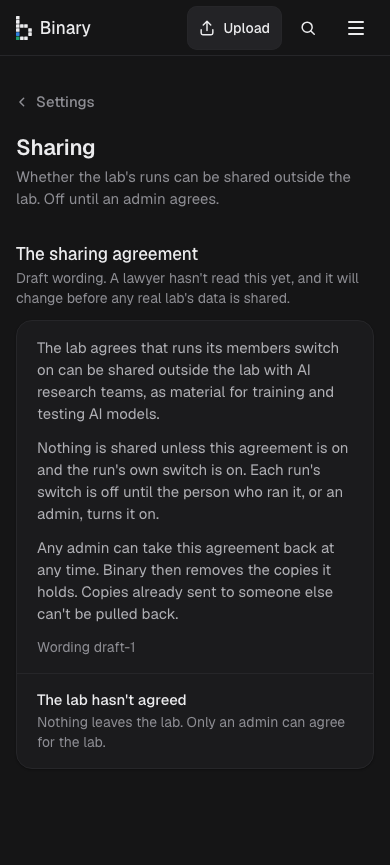 Binary
Upload
Settings
Sharing
Whether the lab's runs can be shared outside the
lab. Off until an admin agrees.
The sharing agreement
Draft wording. A lawyer hasn't read this yet, and it will
change before any real lab's data is shared.
The lab agrees that runs its members switch
on can be shared outside the lab with AI
research teams, as material for training and
testing AI models.
Nothing is shared unless this agreement is on
and the run's own switch is on. Each run's
switch is off until the person who ran it, or an
admin, turns it on.
Any admin can take this agreement back at
any time. Binary then removes the copies it
holds. Copies already sent to someone else
can't be pulled back.
Wording draft-1
The lab hasn't agreed
Nothing leaves the lab. Only an admin can agree
for the lab.